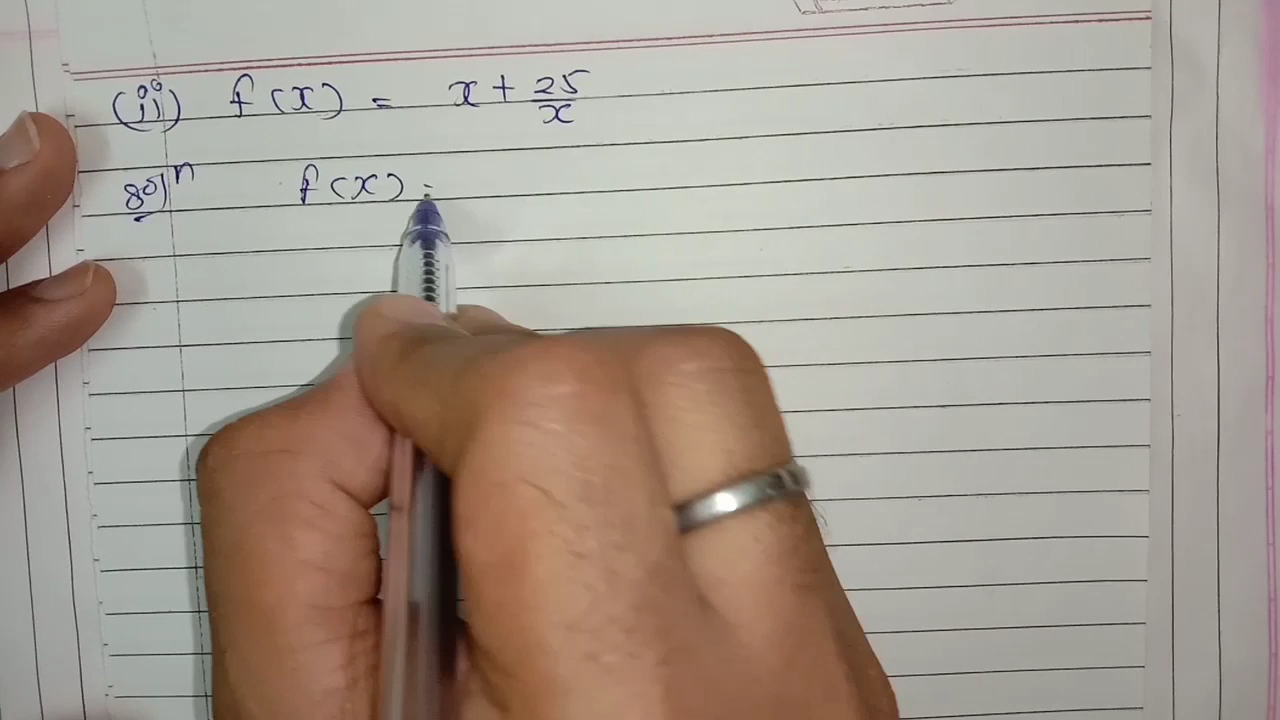 (ii) f(x) = x + 25/x
Solⁿ f(x) =